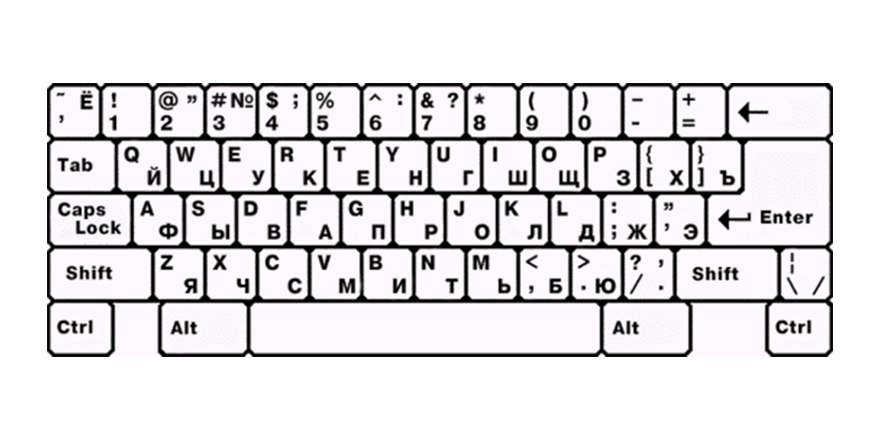 ~ Ë ! @ ” # № $ ; % ^ : & ? * ( ) – +
’ 1 2 3 4 5 6 7 8 9 0 - = ←
Tab Q Й W Ц E У R К T Е Y Н U Г I Ш O Щ P З { [ Х } ] Ъ
Caps Lock A Ф S Ы D В F А G П H Р J О K Л L Д : ; Ж ” ’ Э ↵ Enter
Shift Z Я X Ч C С V М B И N Т M Ь < , Б > . Ю ? / , . Shift ¦ \ /
Ctrl Alt Alt Ctrl